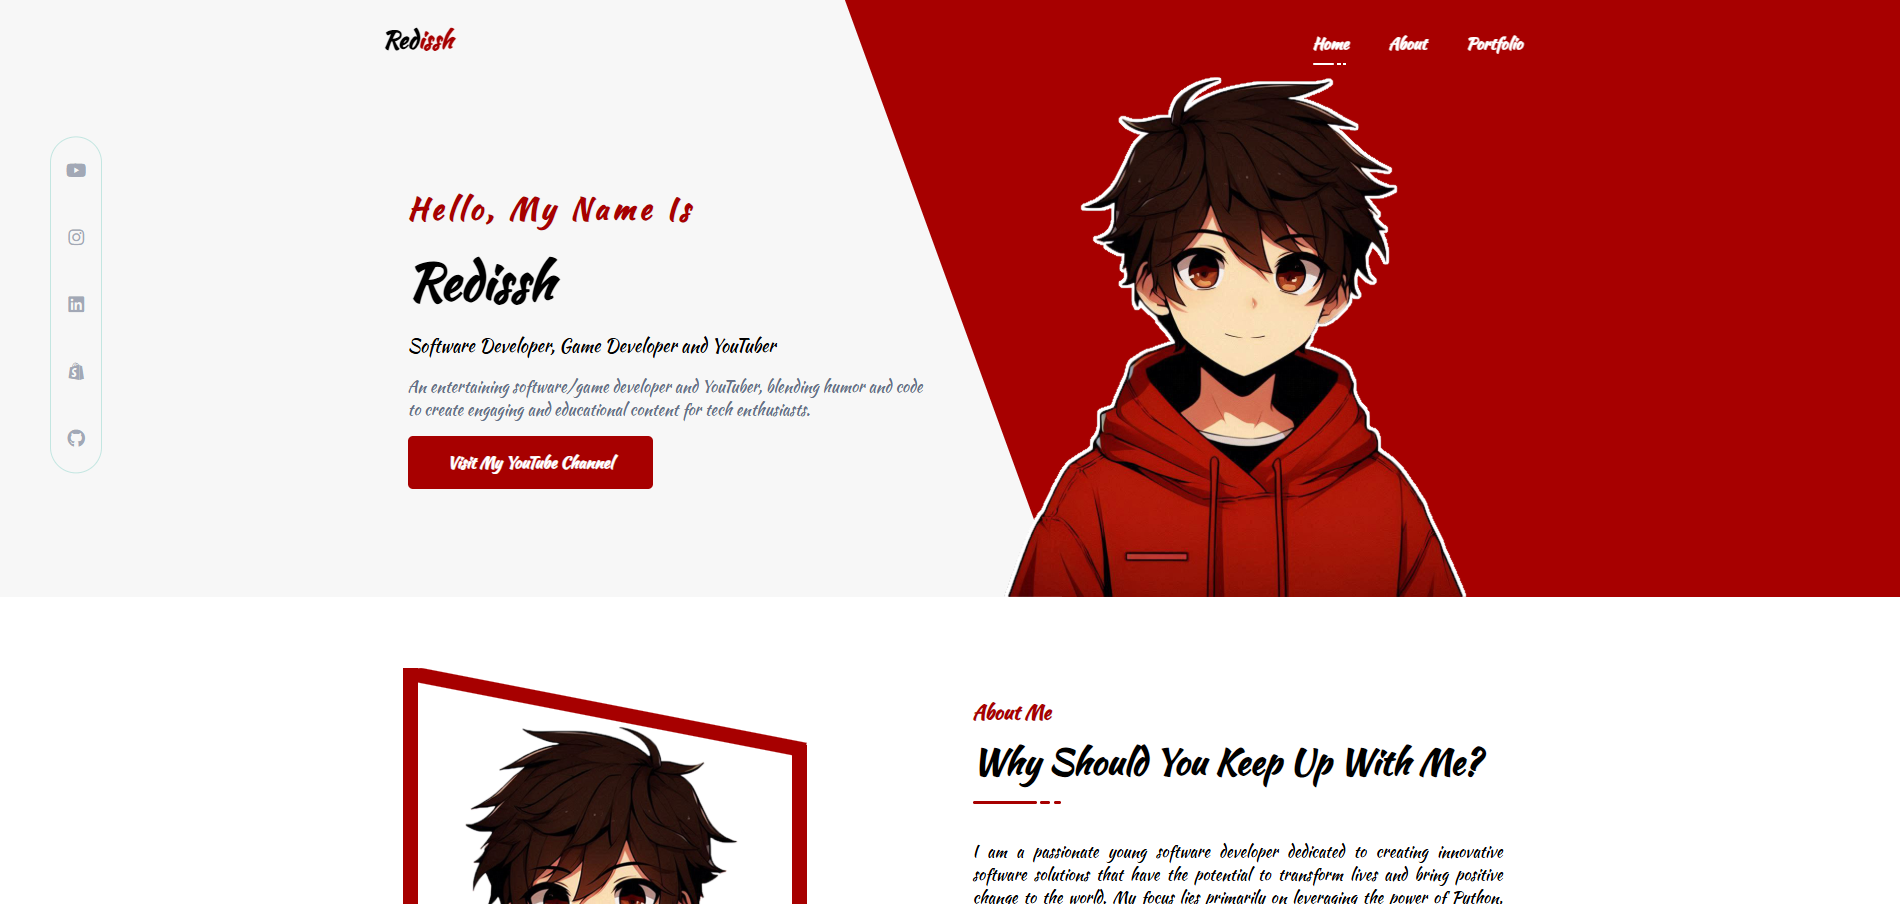 Redissh
Home About Portfolio
Hello, My Name Is
Redissh
Software Developer, Game Developer and YouTuber
An entertaining software/game developer and YouTuber, blending humor and code
to create engaging and educational content for tech enthusiasts.
Visit My YouTube Channel
About Me
Why Should You Keep Up With Me?
I am a passionate young software developer dedicated to creating innovative
software solutions that have the potential to transform lives and bring positive
change to the world. My focus lies primarily on leveraging the power of Python,